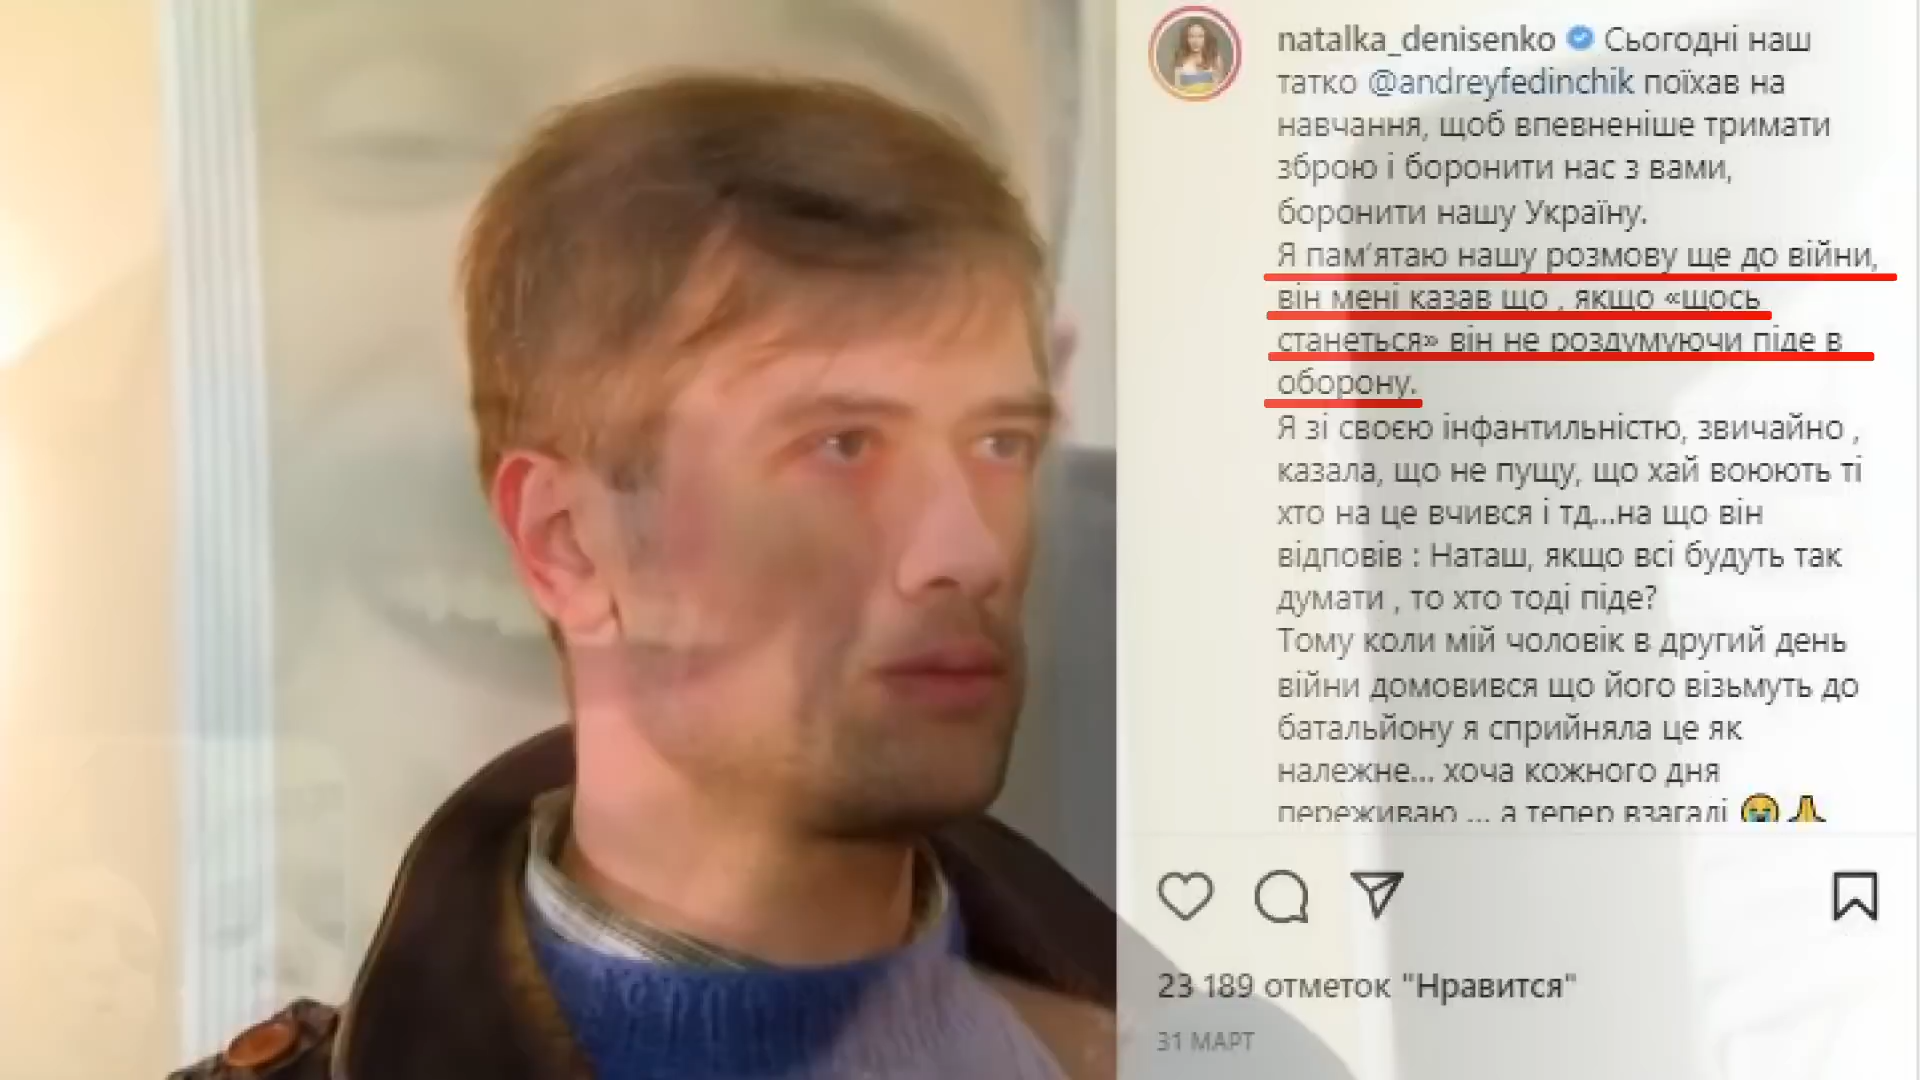 natalka_denisenko Сьогодні наш
татко @andreyfedinchik поїхав на
навчання, щоб впевненіше тримати
зброю і боронити нас з вами,
боронити нашу Україну.
Я пам'ятаю нашу розмову ще до війни,
він мені казав що , якщо «щось
станеться» він не роздумуючи піде в
оборону.
Я зі своєю інфантильністю, звичайно ,
казала, що не пущу, що хай воюють ті
хто на це вчився і тд...на що він
відповів : Наташ, якщо всі будуть так
думати , то хто тоді піде?
Тому коли мій чоловік в другий день
війни домовився що його візьмуть до
батальйону я сприйняла це як
належне... хоча кожного дня
переживаю ... а тепер взагалі 😭🙏
23 189 отметок "Нравится"
31 МАРТ